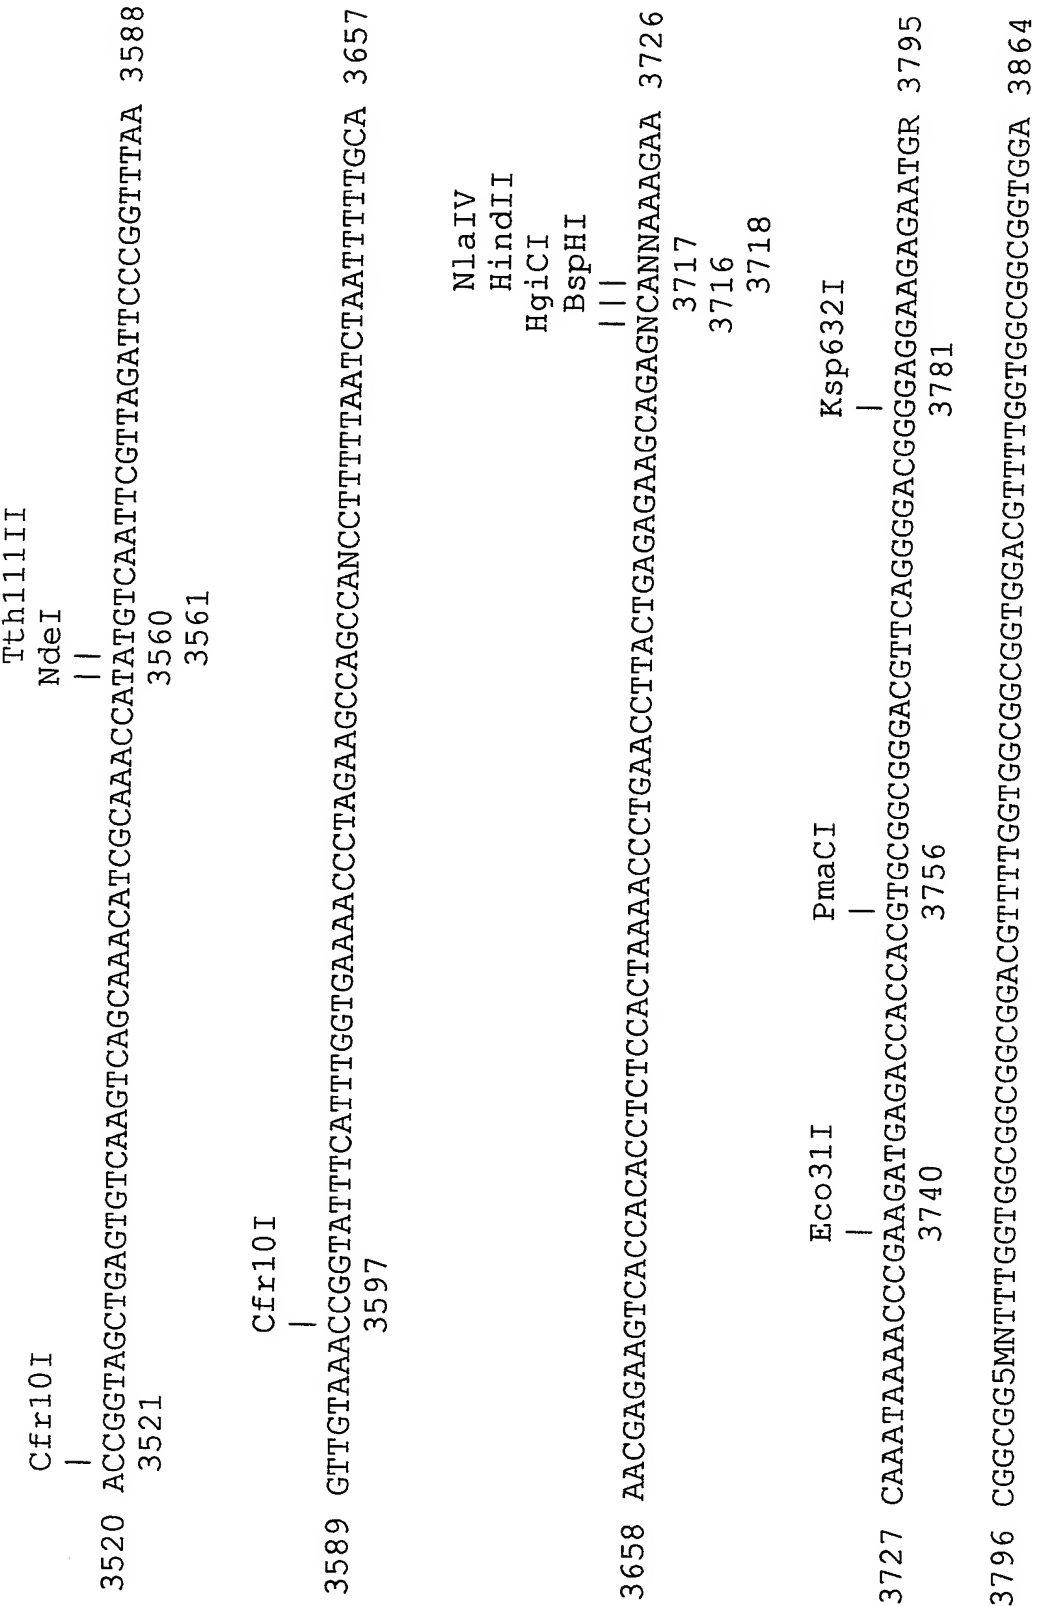 Tth111II
Cfr10I NdeI
3520 ACCGGTAGCTGAGTGTCAAGTCAGCAAACATCGCAAACCATATGTCAATTCGTTAGATTCCCGGTTTAA 3588
3521 3560
3561
Cfr10I
3589 GTTGTAAACCGGTATTTCATTTGGTGAAAACCCTAGAAGCCAGCCANCCTTTTTAATCTAATTTTTGCA 3657
3597
NlaIV
HindII
HgiCI
BspHI
3658 AACGAGAAGTCACCACACCTCTCCACTAAAACCCTGAACCTTACTGAGAGAAGCAGAGNCANNAAAGAA 3726
3717
3716
3718
Eco31I PmaCI Ksp632I
3727 CAAATAAAACCCGAAGATGAGACCACCACGTGCGGCGGGACGTTCAGGGGACGGGGAGGAAGAGAATGR 3795
3740 3756 3781
3796 CGGCGG5MNTTTGGTGGCGGCGGCGGACGTTTTGGTGGCGGCGGTGGACGTTTTGGTGGCGGCGGTGGA 3864